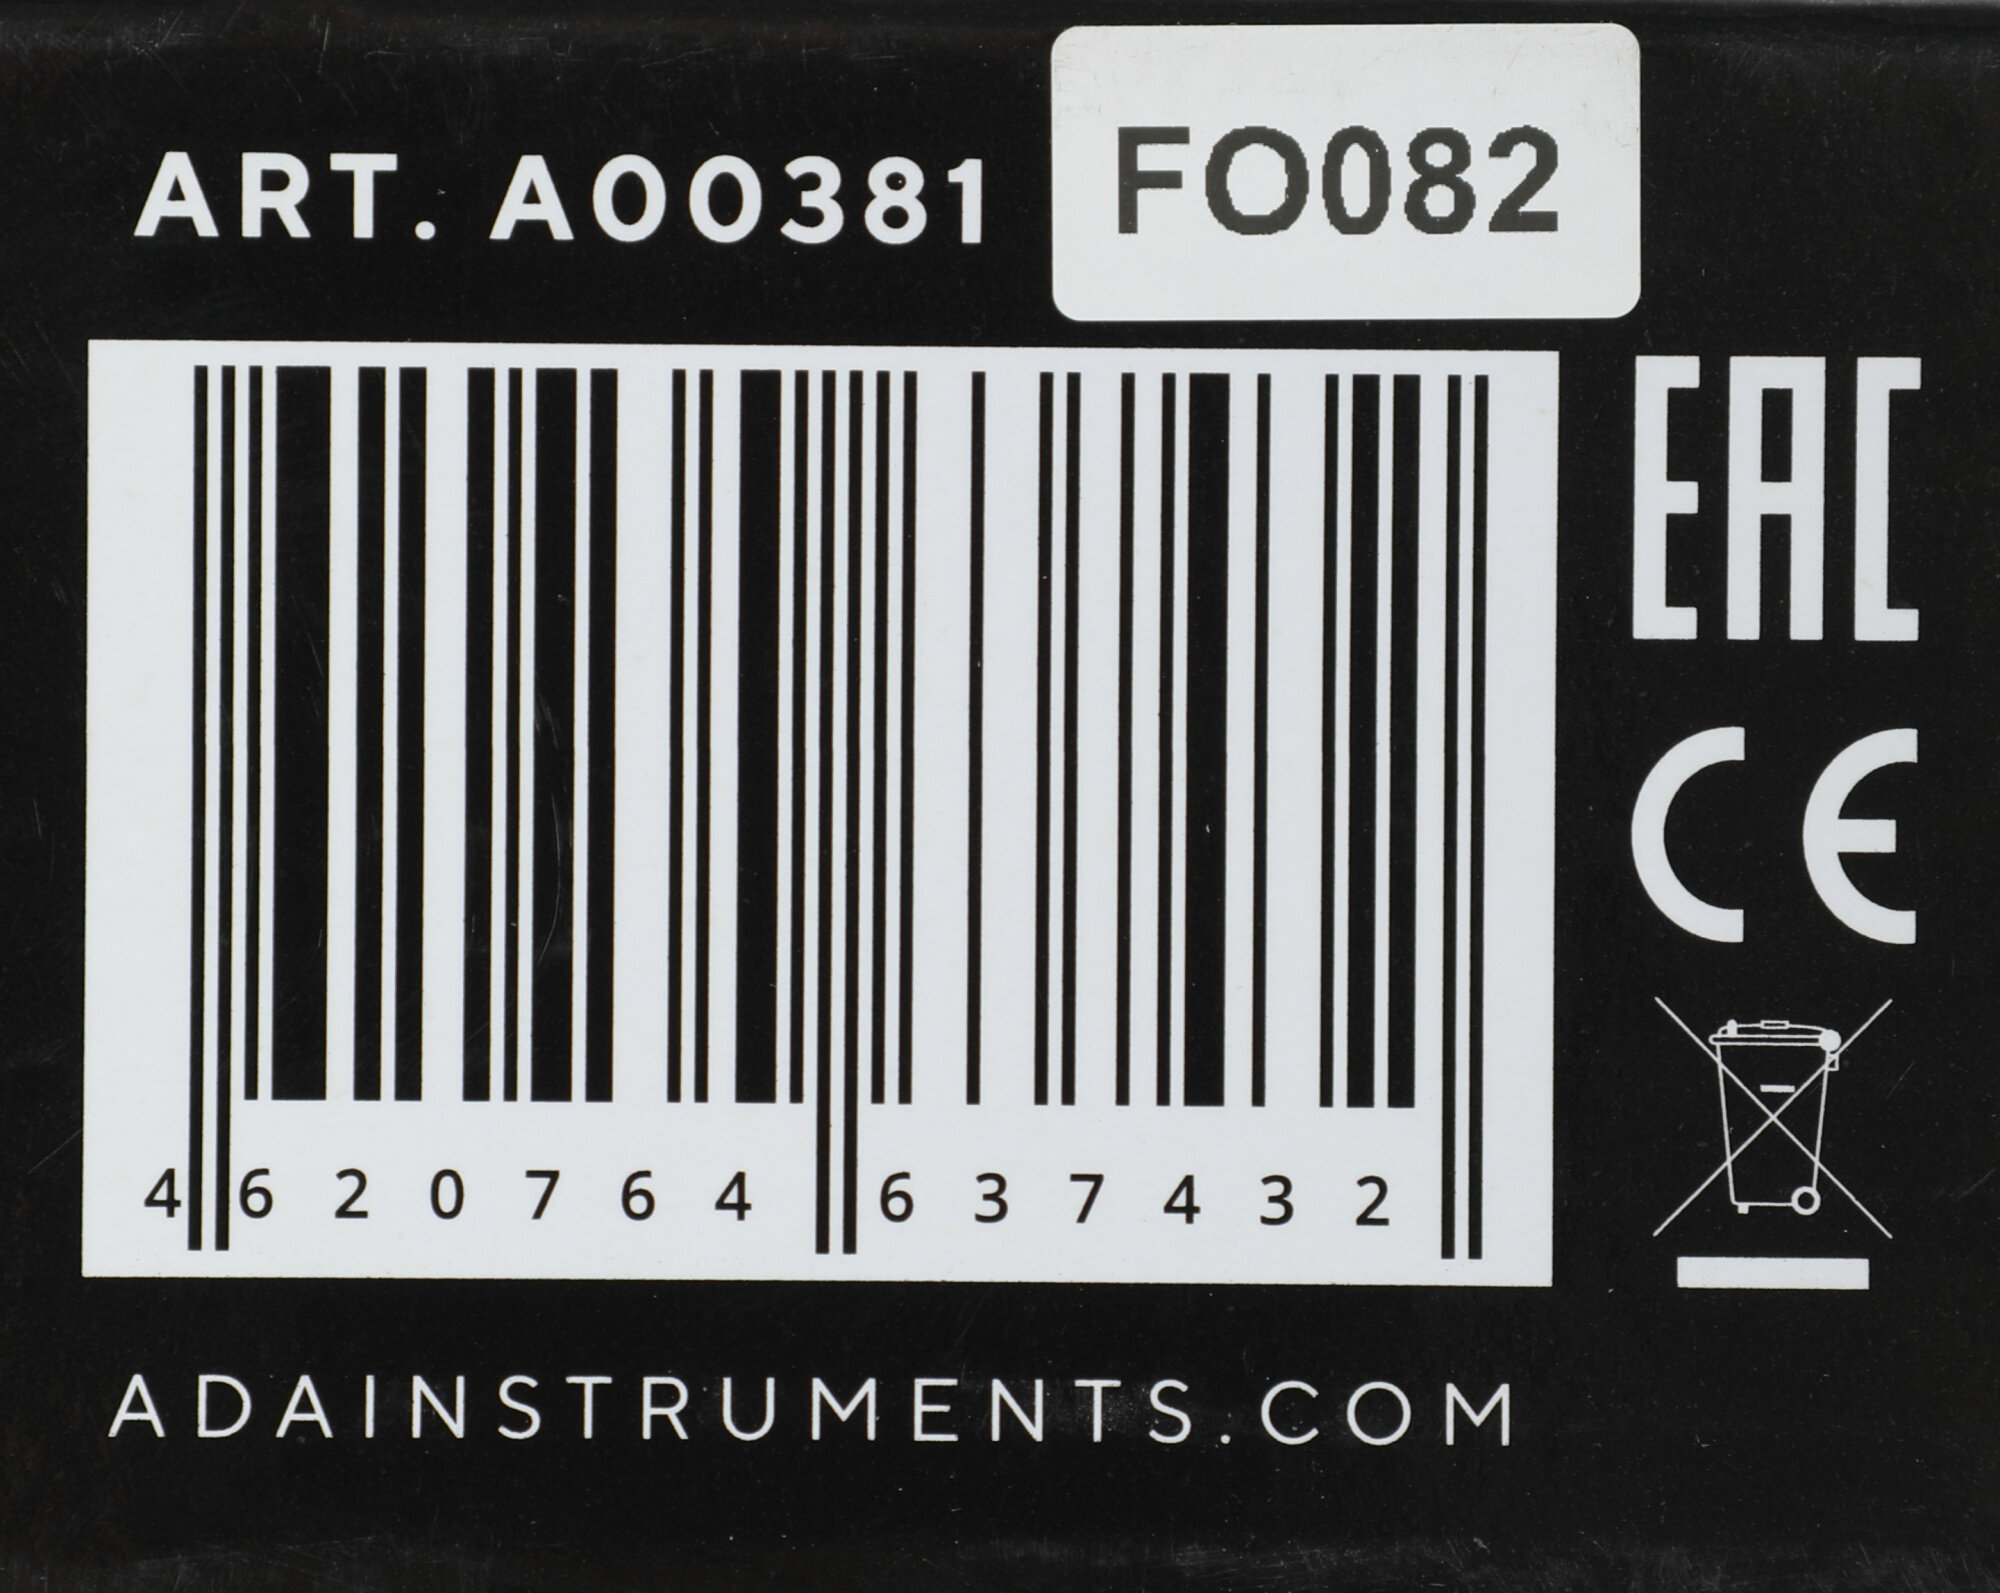 ART. A00381
FO082
EAC
CE
4 620764 637432
ADAINSTRUMENTS.COM